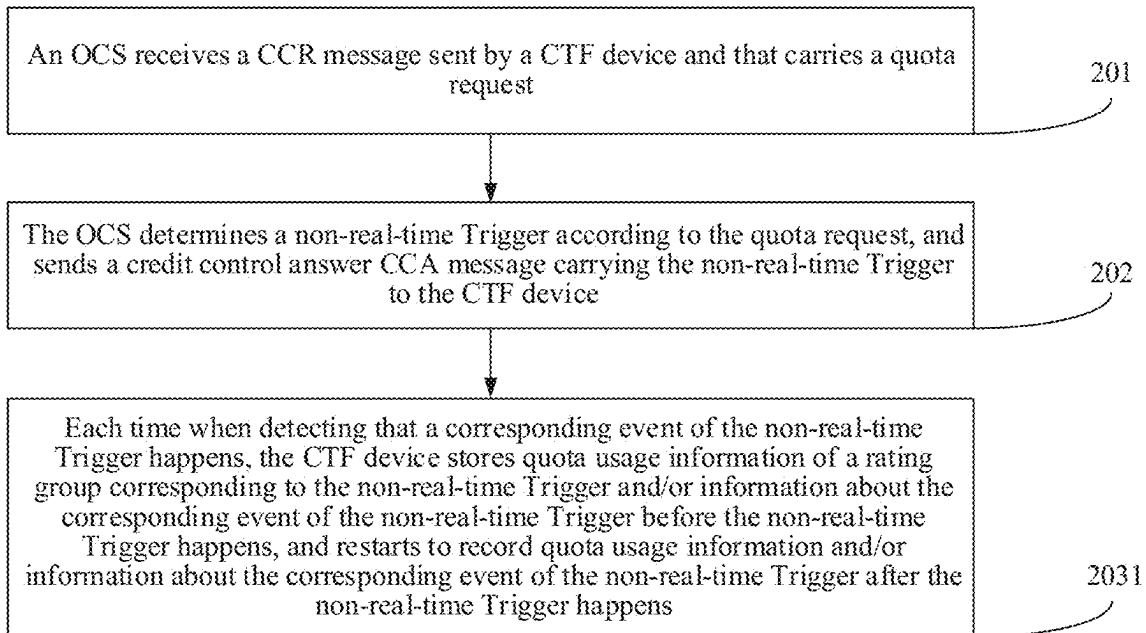 An OCS receives a CCR message sent by a CTF device and that carries a quota
request
201
The OCS determines a non-real-time Trigger according to the quota request, and
sends a credit control answer CCA message carrying the non-real-time Trigger
to the CTF device
202
Each time when detecting that a corresponding event of the non-real-time
Trigger happens, the CTF device stores quota usage information of a rating
group corresponding to the non-real-time Trigger and/or information about the
corresponding event of the non-real-time Trigger before the non-real-time
Trigger happens, and restarts to record quota usage information and/or
information about the corresponding event of the non-real-time Trigger after the
non-real-time Trigger happens
2031